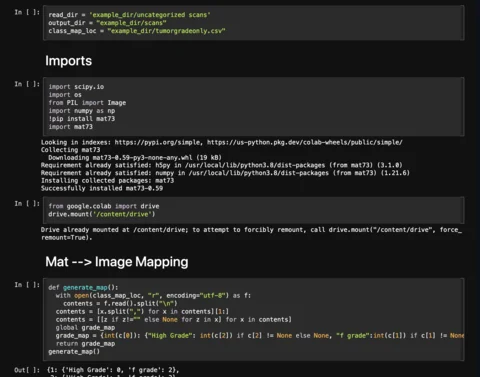 In [ ]:
read_dir = 'example_dir/uncategorized scans'
output_dir = "example_dir/scans"
class_map_loc = "example_dir/tumorgradeonly.csv"
Imports
In [ ]:
import scipy.io
import os
from PIL import Image
import numpy as np
!pip install mat73
import mat73
Looking in indexes: https://pypi.org/simple, https://us-python.pkg.dev/colab-wheels/public/simple/
Collecting mat73
Downloading mat73-0.59-py3-none-any.whl (19 kB)
Requirement already satisfied: h5py in /usr/local/lib/python3.8/dist-packages (from mat73) (3.1.0)
Requirement already satisfied: numpy in /usr/local/lib/python3.8/dist-packages (from mat73) (1.21.6)
Installing collected packages: mat73
Successfully installed mat73-0.59
In [ ]:
from google.colab import drive
drive.mount('/content/drive')
Drive already mounted at /content/drive; to attempt to forcibly remount, call drive.mount("/content/drive", force_
remount=True).
Mat --> Image Mapping
In [ ]:
def generate_map():
with open(class_map_loc, "r", encoding="utf-8") as f:
contents = f.read().split("\n")
contents = [x.split(",") for x in contents][1:]
contents = [[z if z!="" else None for z in x] for x in contents]
global grade_map
grade_map = {int(c[0]): {"High Grade": int(c[2]) if c[2] != None else None, "f grade":int(c[1]) if c[1] != None
return grade_map
generate_map()
Out [ ]:
{1: {'High Grade': 0, 'f grade': 2},